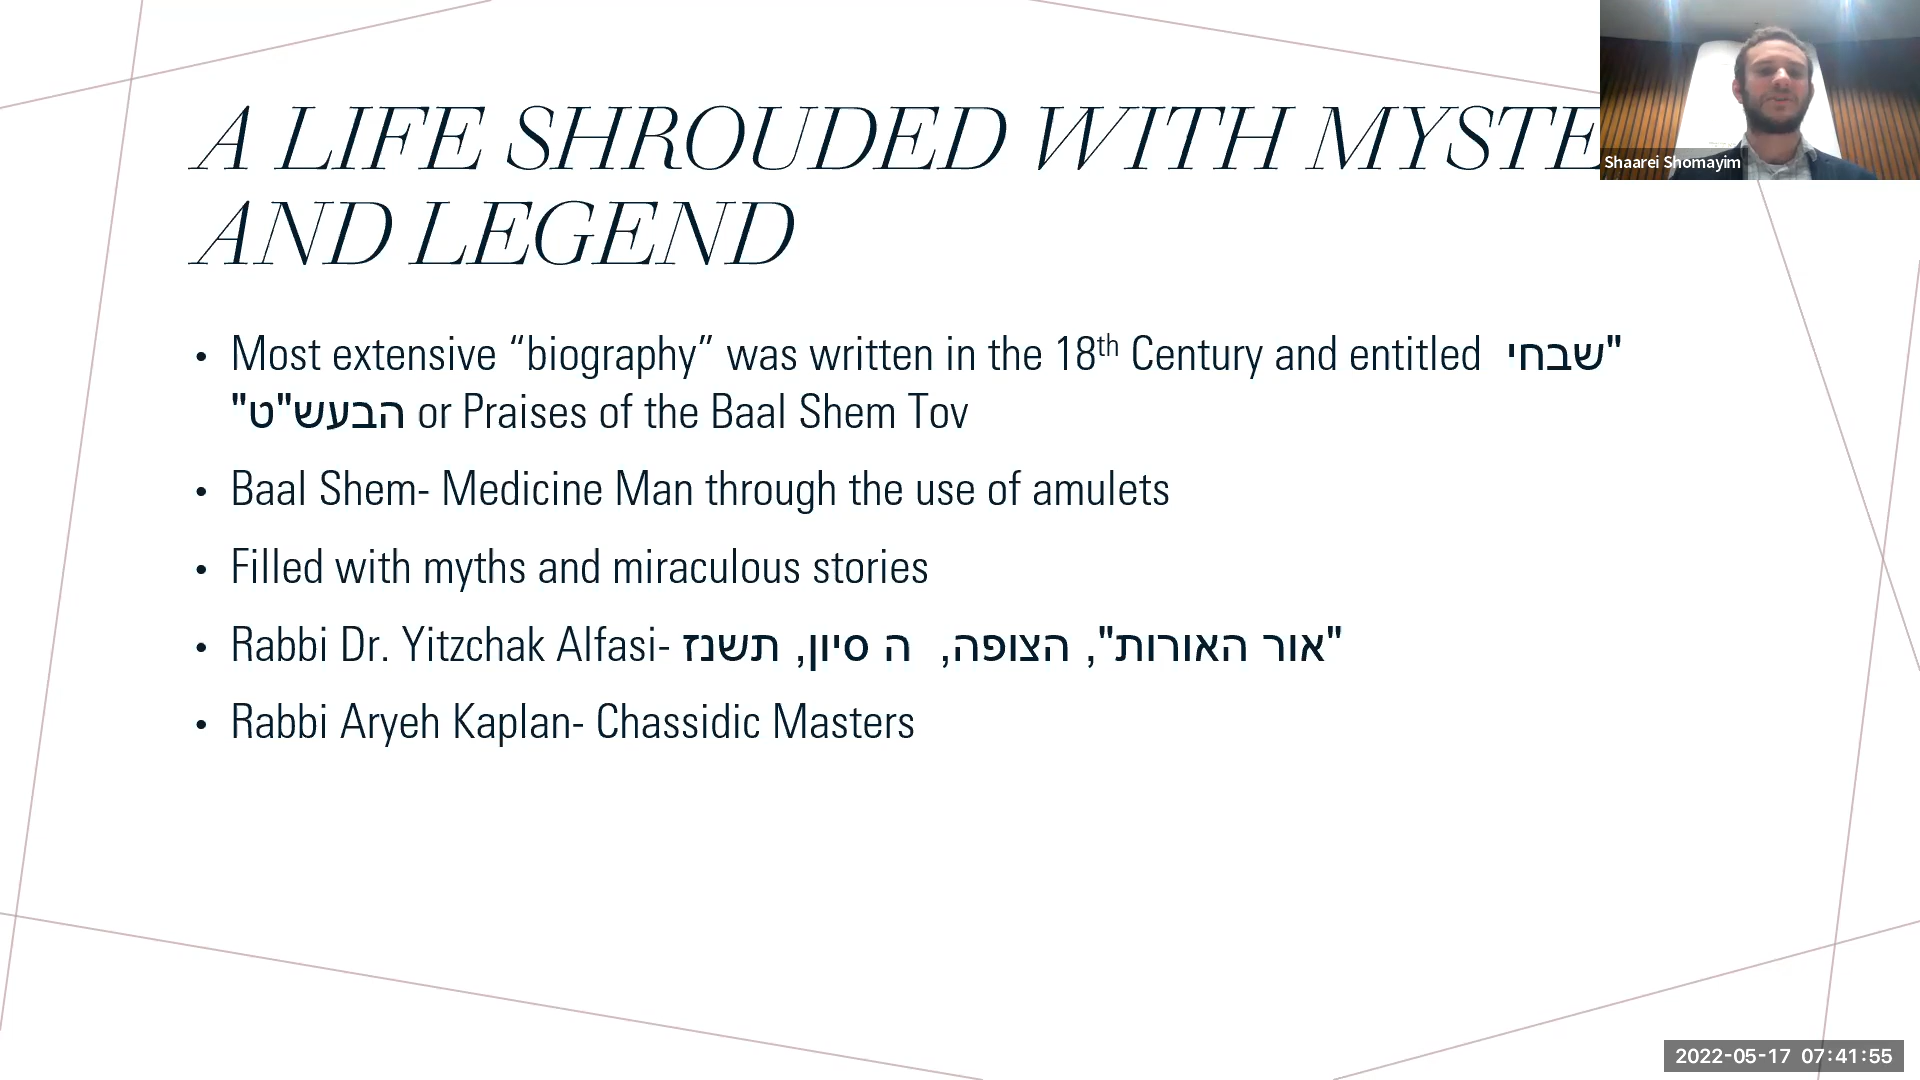 A LIFE SHROUDED WITH MYSTE
AND LEGEND
• Most extensive “biography” was written in the 18th Century and entitled "שבחי
הבעש"ט" or Praises of the Baal Shem Tov
• Baal Shem- Medicine Man through the use of amulets
• Filled with myths and miraculous stories
• Rabbi Dr. Yitzchak Alfasi- "אור האורות", הצופה, ה סיון, תשנז
• Rabbi Aryeh Kaplan- Chassidic Masters
Shaarei Shomayim
2022-05-17 07:41:55